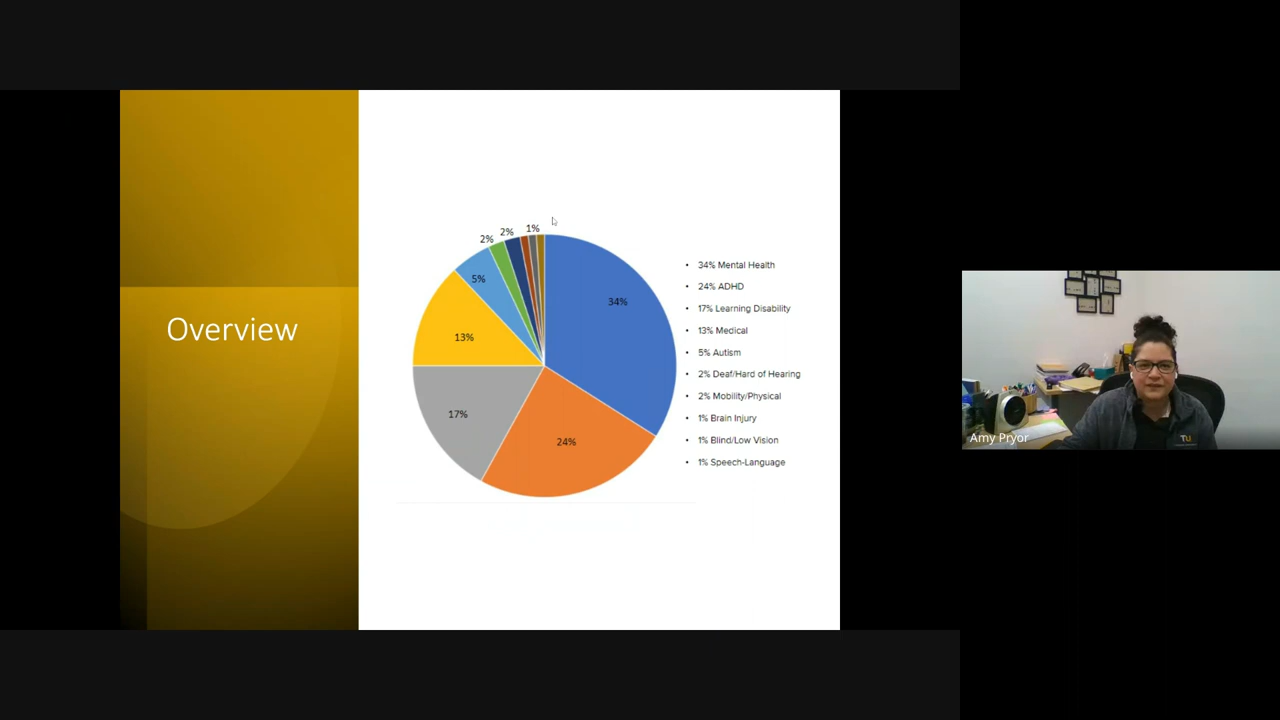 Overview
2%
2%
1%
5%
34%
13%
17%
24%
• 34% Mental Health
• 24% ADHD
• 17% Learning Disability
• 13% Medical
• 5% Autism
• 2% Deaf/Hard of Hearing
• 2% Mobility/Physical
• 1% Brain Injury
• 1% Blind/Low Vision
• 1% Speech-Language
Amy Pryor
TU